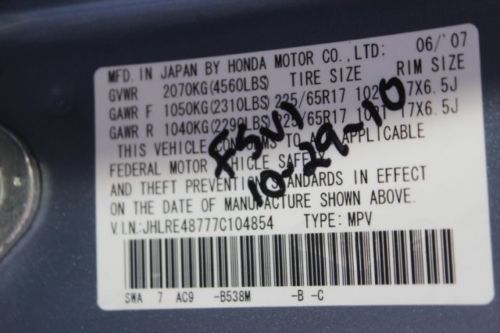 MFD. IN JAPAN BY HONDA MOTOR CO., LTD: 06/'07
GVWR 2070KG(4560LBS) TIRE SIZE RIM SIZE
GAWR F 1050KG(2310LBS) 225/65R17 102 17X6.5J
GAWR R 1040KG(2290LBS) 225/65R17 17X6.5J
THIS VEHICLE CONFORMS TO ALL APPLICABLE
FEDERAL MOTOR VEHICLE SAFETY
AND THEFT PREVENTION STANDARDS IN EFFECT
ON THE DATE OF MANUFACTURE SHOWN ABOVE.
V.I.N:JHLRE48777C104854 TYPE: MPV
SWA 7 AC9 -B538M -B -C
10-29-10